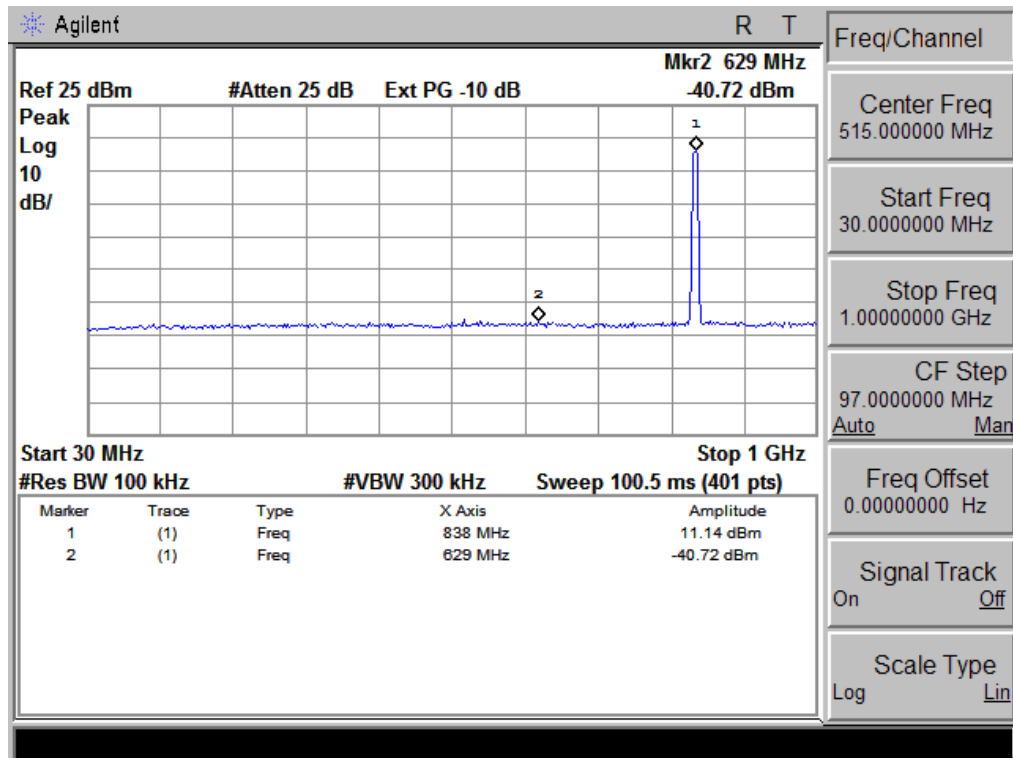 Agilent R T
Mkr2 629 MHz
Ref 25 dBm #Atten 25 dB Ext PG -10 dB -40.72 dBm
Peak
Log
10
dB/
1
2
Start 30 MHz Stop 1 GHz
#Res BW 100 kHz #VBW 300 kHz Sweep 100.5 ms (401 pts)
Marker Trace Type X Axis Amplitude
1 (1) Freq 838 MHz 11.14 dBm
2 (1) Freq 629 MHz -40.72 dBm
Freq/Channel
Center Freq
515.000000 MHz
Start Freq
30.0000000 MHz
Stop Freq
1.00000000 GHz
CF Step
97.0000000 MHz
Auto Man
Freq Offset
0.00000000 Hz
Signal Track
On Off
Scale Type
Log Lin